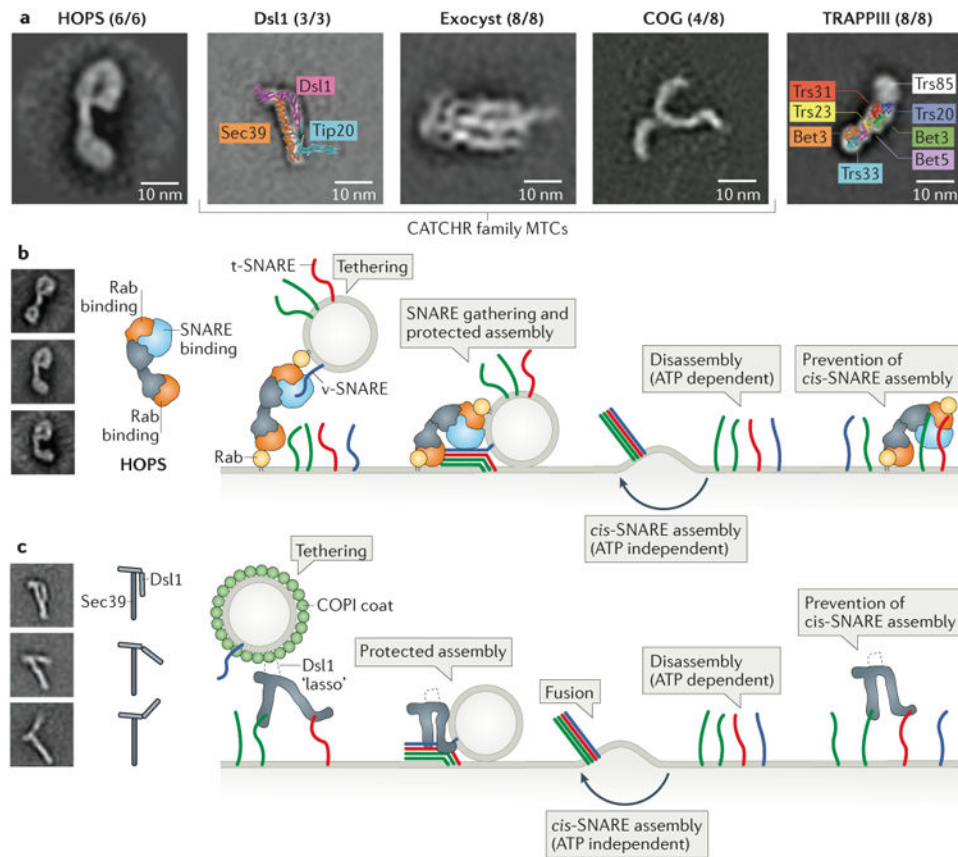 a
HOPS (6/6)
Dsl1 (3/3)
Exocyst (8/8)
COG (4/8)
TRAPPIII (8/8)
Dsl1
Sec39
Tip20
Trs31
Trs23
Bet3
Trs33
Trs85
Trs20
Bet3
Bet5
10 nm
10 nm
10 nm
10 nm
10 nm
CATCHR family MTCs
b
Rab
binding
SNARE
binding
Rab
binding
HOPS
t-SNARE
Tethering
v-SNARE
Rab
SNARE gathering and
protected assembly
Disassembly
(ATP dependent)
Prevention of
cis-SNARE assembly
cis-SNARE assembly
(ATP independent)
c
Dsl1
Sec39
Tethering
COPI coat
Dsl1
'lasso'
Protected assembly
Fusion
Disassembly
(ATP dependent)
Prevention of
cis-SNARE assembly
cis-SNARE assembly
(ATP independent)